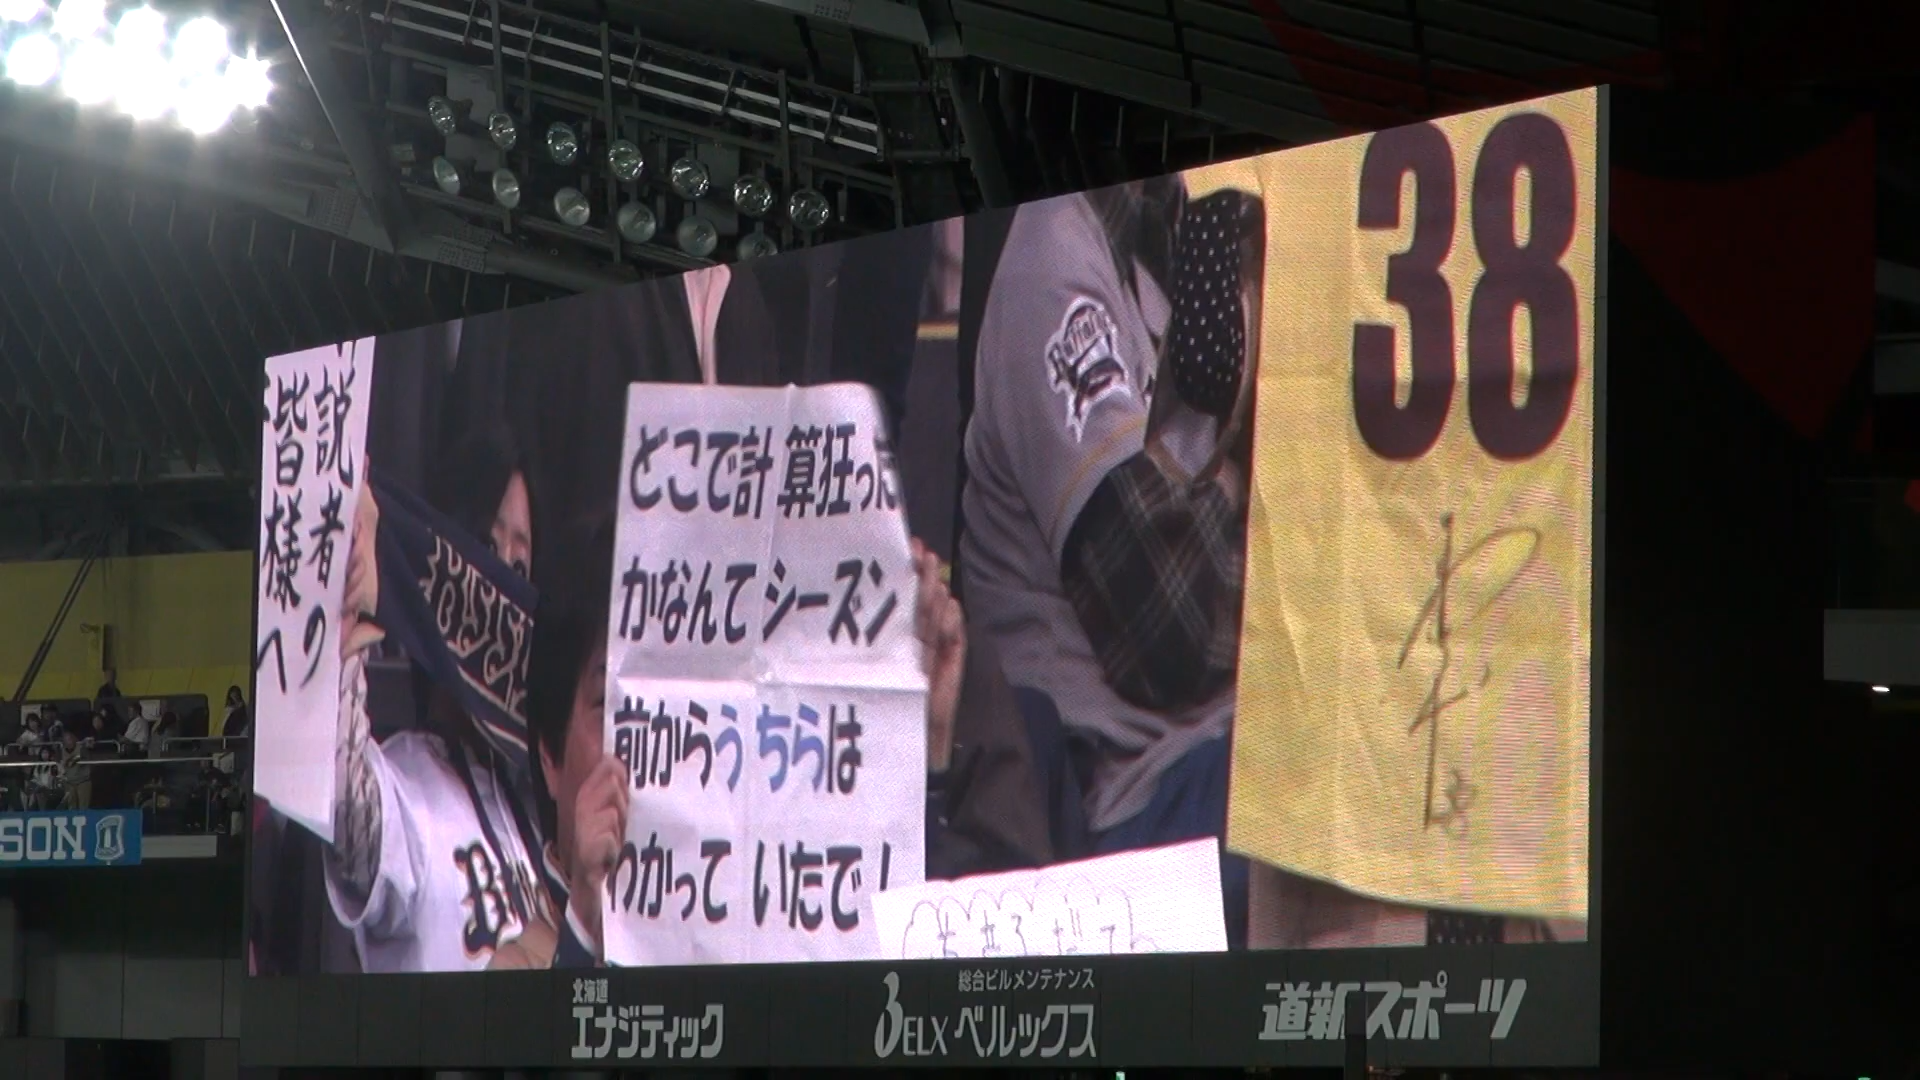 説者の
皆様へ
どこで計算狂った
かなんてシーズン
前からうちらは
わかっていたで！
Buffaloes
38
SON
北海道
エナジティック
BELX
総合ビルメンテナンス
ベルックス
道新スポーツ